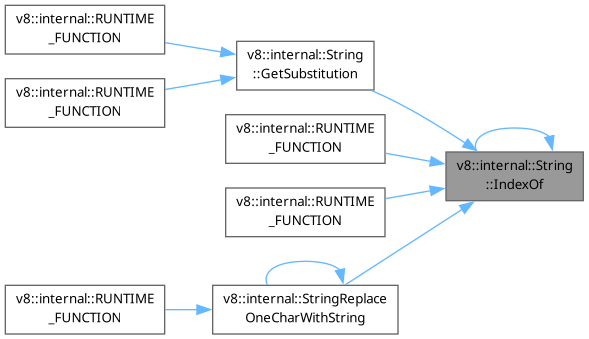 v8::internal::RUNTIME
_FUNCTION
v8::internal::String
::GetSubstitution
v8::internal::RUNTIME
_FUNCTION
v8::internal::RUNTIME
_FUNCTION
v8::internal::String
::IndexOf
v8::internal::RUNTIME
_FUNCTION
v8::internal::RUNTIME
_FUNCTION
v8::internal::StringReplace
OneCharWithString